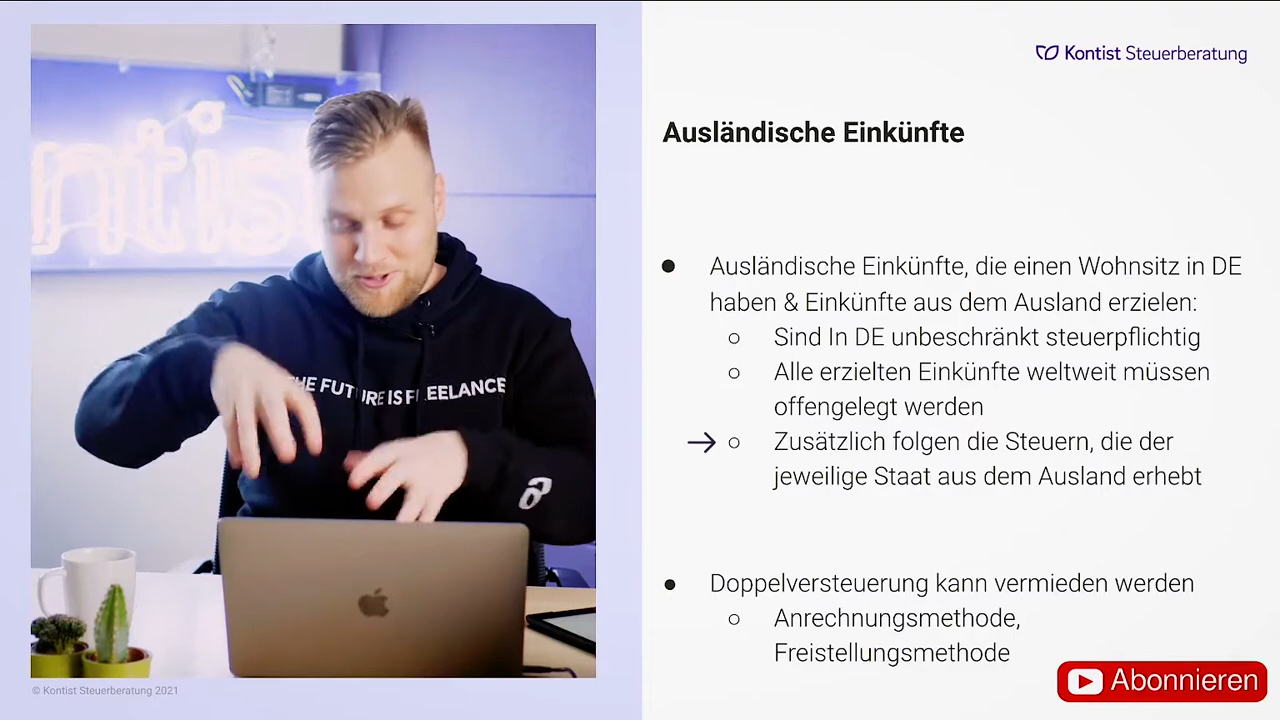 Kontist Steuerberatung
Ausländische Einkünfte
● Ausländische Einkünfte, die einen Wohnsitz in DE
haben & Einkünfte aus dem Ausland erzielen:
○ Sind In DE unbeschränkt steuerpflichtig
○ Alle erzielten Einkünfte weltweit müssen
offengelegt werden
→ ○ Zusätzlich folgen die Steuern, die der
jeweilige Staat aus dem Ausland erhebt
● Doppelversteuerung kann vermieden werden
○ Anrechnungsmethode,
Freistellungsmethode
Abonnieren
THE FUTURE IS FREELANCE
© Kontist Steuerberatung 2021